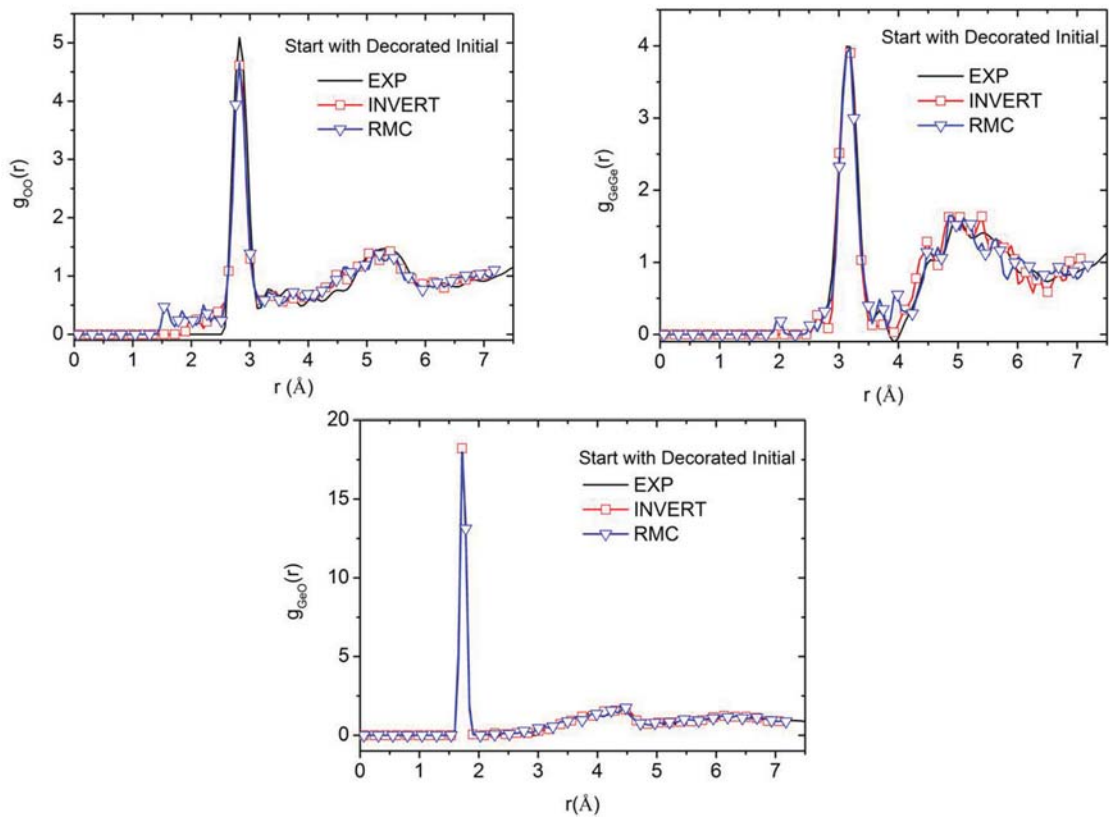 5
4
3
2
1
0
g_OO(r)
Start with Decorated Initial
EXP
INVERT
RMC
0 1 2 3 4 5 6 7
r (Å)
4
3
2
1
0
g_GeGe(r)
Start with Decorated Initial
EXP
INVERT
RMC
0 1 2 3 4 5 6 7
r (Å)
20
15
10
5
0
g_GeO(r)
Start with Decorated Initial
EXP
INVERT
RMC
0 1 2 3 4 5 6 7
r(Å)